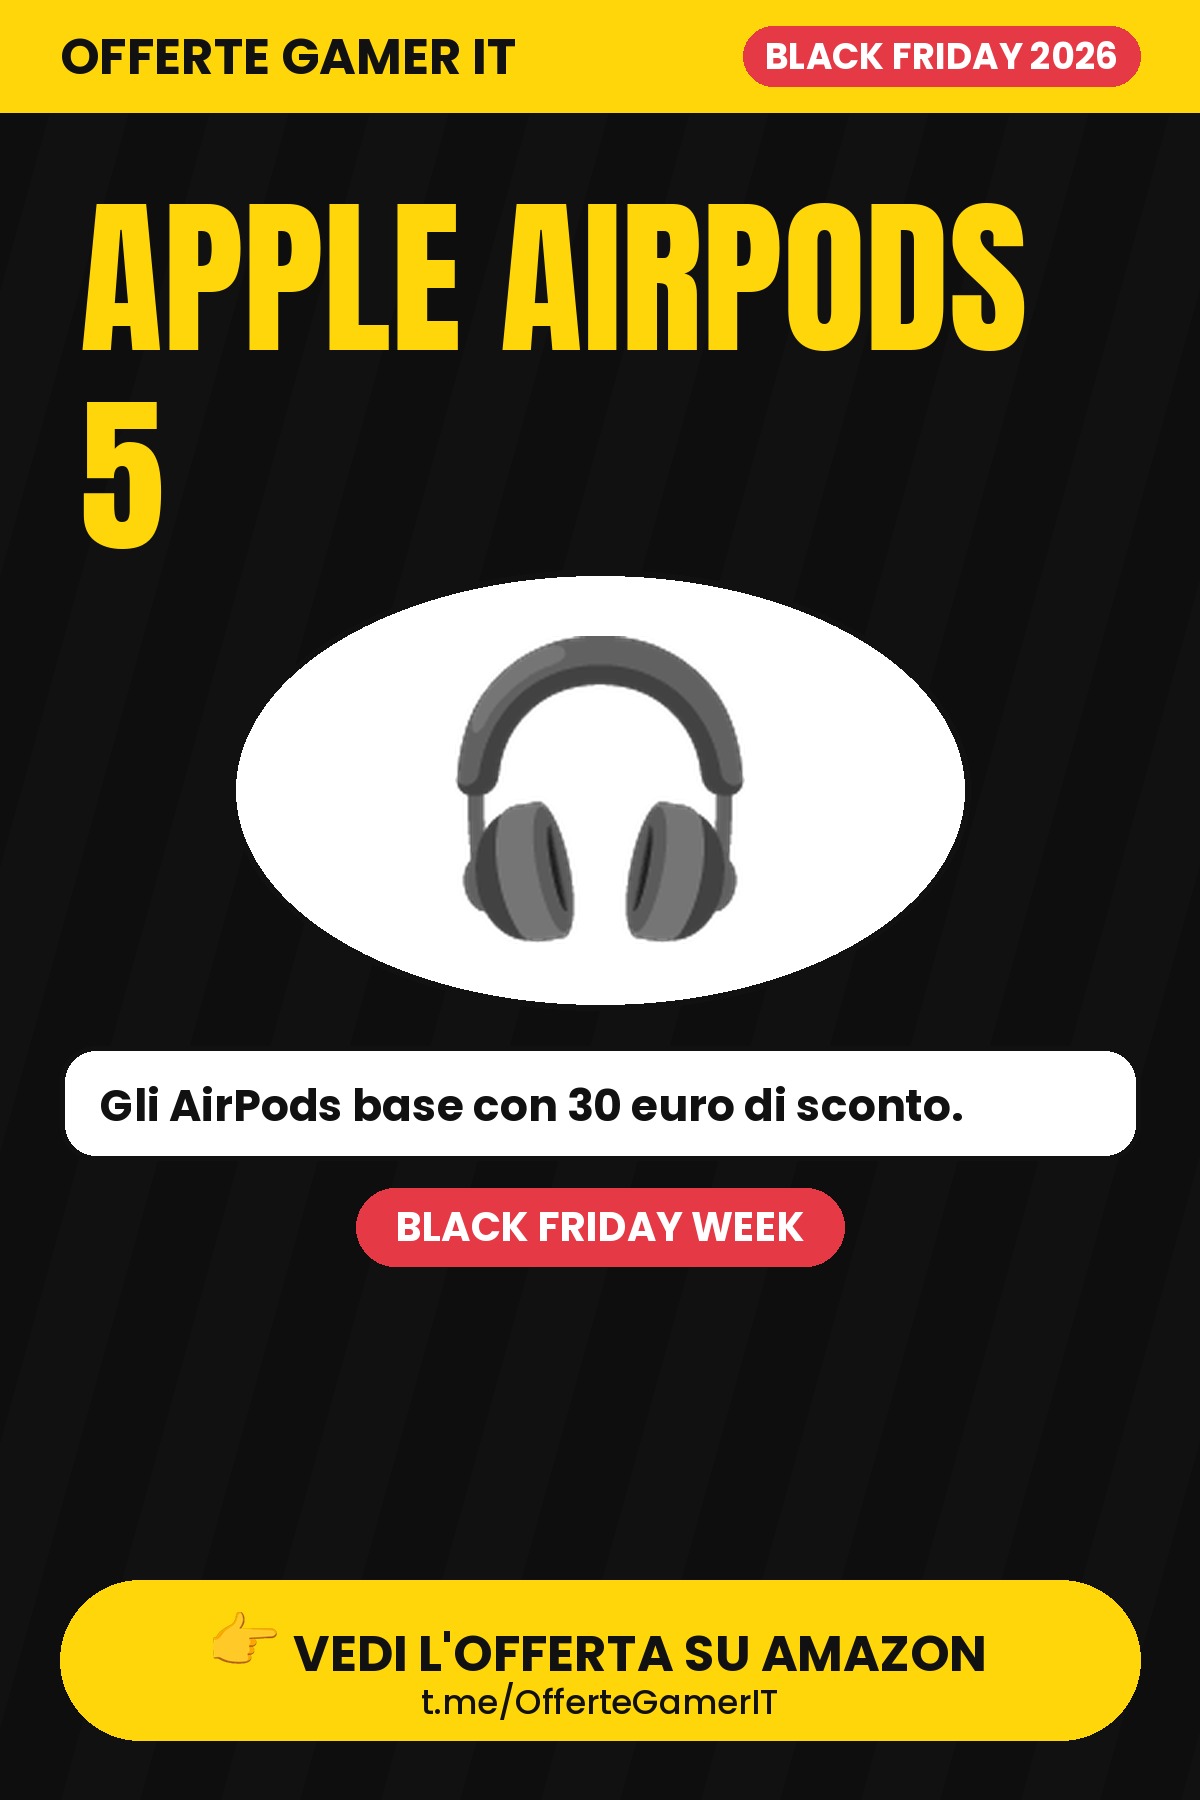 OFFERTE GAMER IT
BLACK FRIDAY 2026
APPLE AIRPODS
5
Gli AirPods base con 30 euro di sconto.
BLACK FRIDAY WEEK
👉 VEDI L'OFFERTA SU AMAZON
t.me/OfferteGamerIT